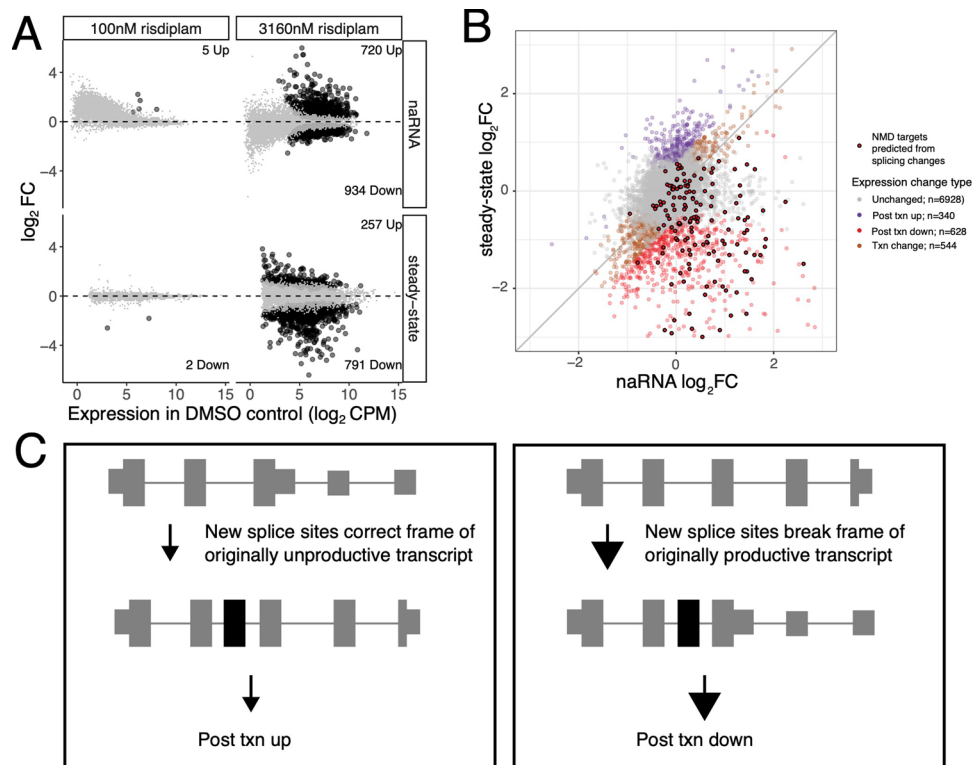 A
100nM risdiplam
3160nM risdiplam
5 Up
720 Up
4
0
−4
934 Down
naRNA
257 Up
4
0
−4
2 Down
791 Down
steady−state
log2 FC
0 5 10 15 0 5 10 15
Expression in DMSO control (log2 CPM)
B
2
0
−2
steady-state log2FC
−2 0 2
naRNA log2FC
NMD targets
predicted from
splicing changes
Expression change type
Unchanged; n=6928)
Post txn up; n=340
Post txn down; n=628
Txn change; n=544
C
New splice sites correct frame of
originally unproductive transcript
Post txn up
New splice sites break frame of
originally productive transcript
Post txn down